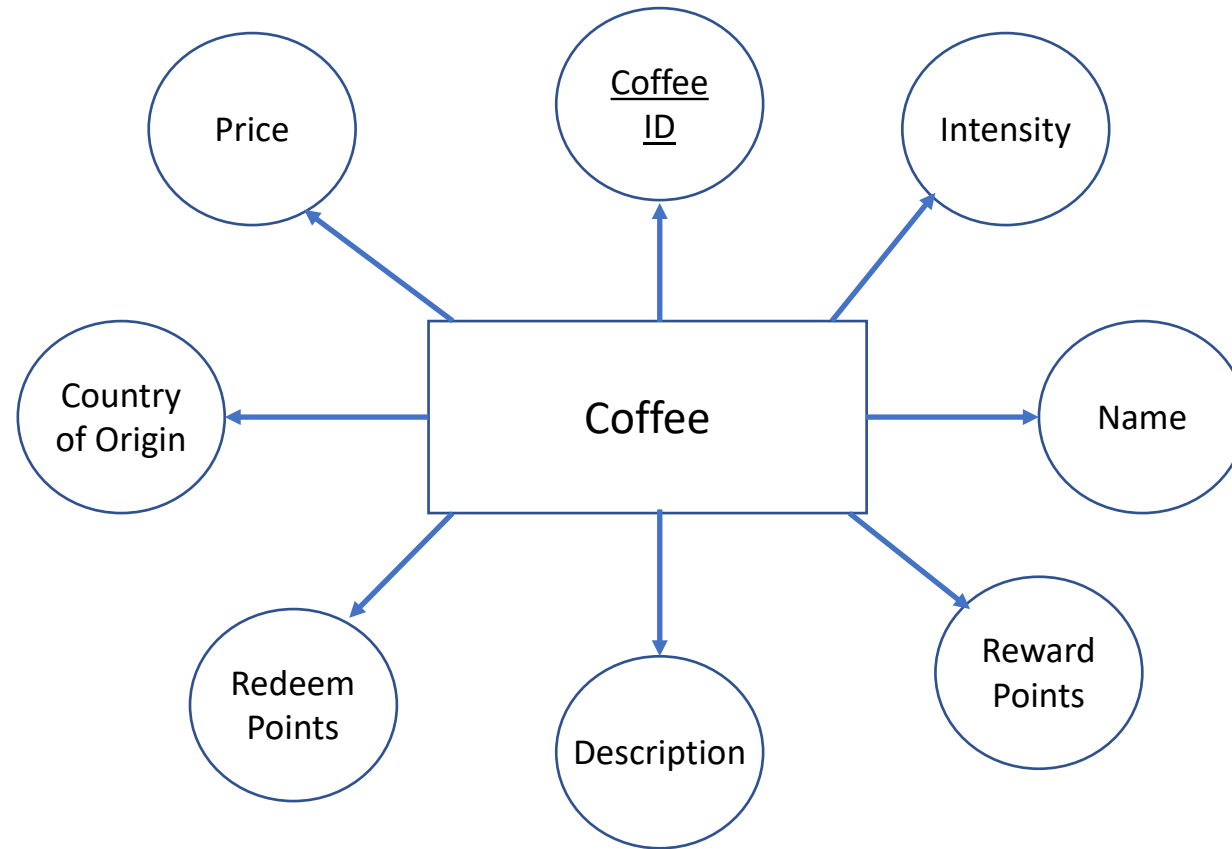 Price
Coffee
ID
Intensity
Country
of Origin
Coffee
Name
Redeem
Points
Description
Reward
Points